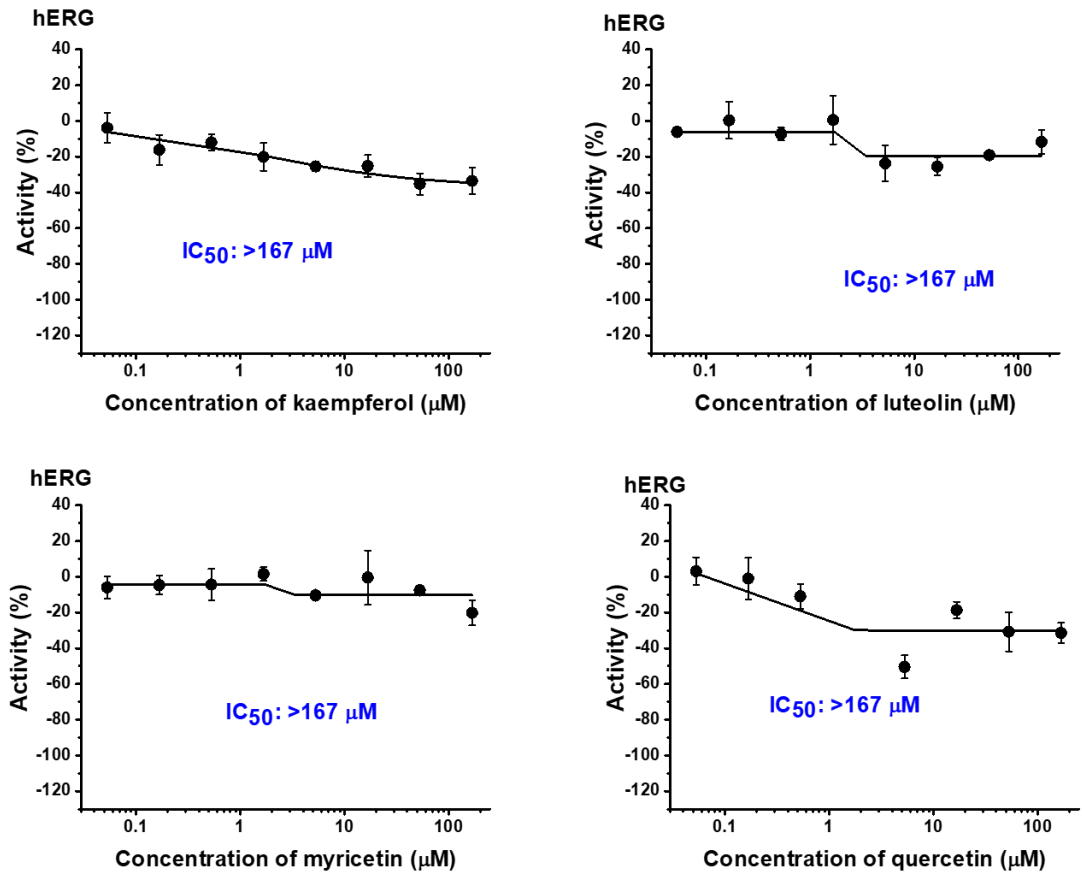 hERG
40
20
0
-20
-40
-60
-80
-100
-120
Activity (%)
IC50: >167 μM
0.1 1 10 100
Concentration of kaempferol (μM)
hERG
40
20
0
-20
-40
-60
-80
-100
-120
Activity (%)
IC50: >167 μM
0.1 1 10 100
Concentration of luteolin (μM)
hERG
40
20
0
-20
-40
-60
-80
-100
-120
Activity (%)
IC50: >167 μM
0.1 1 10 100
Concentration of myricetin (μM)
hERG
40
20
0
-20
-40
-60
-80
-100
-120
Activity (%)
IC50: >167 μM
0.1 1 10 100
Concentration of quercetin (μM)